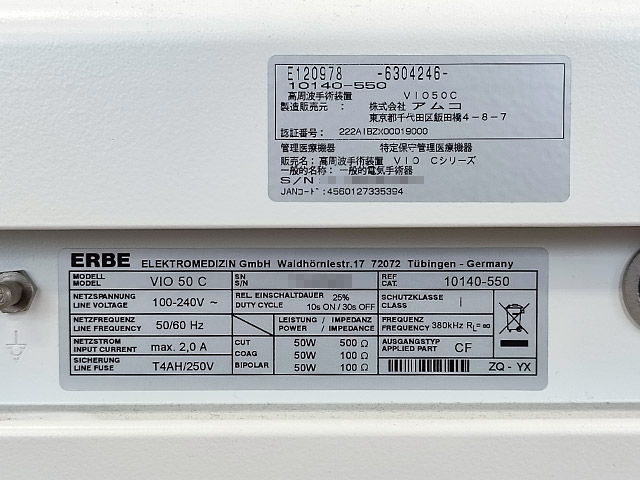 E120978 -6304246-
10140-550
高周波手術装置 VIO50C
製造販売元： 株式会社 アムコ
東京都千代田区飯田橋4-8-7
認証番号： 222AIBZX00019000
管理医療機器 特定保守管理医療機器
販売名：高周波手術装置 VIO Cシリーズ
一般的名称：一般的電気手術器
S/N
JANコード：4560127335394
ERBE ELEKTROMEDIZIN GmbH Waldhörnlestr.17 72072 Tübingen - Germany
MODELL
MODEL VIO 50 C
SN
S/N
REF
CAT. 10140-550
NETZSPANNUNG
LINE VOLTAGE 100-240V ~
REL. EINSCHALTDAUER 25%
DUTY CYCLE 10s ON / 30s OFF
SCHUTZKLASSE
CLASS I
NETZFREQUENZ
LINE FREQUENCY 50/60 Hz
LEISTUNG / IMPEDANZ
POWER / IMPEDANCE
FREQUENZ
FREQUENCY 380kHz RL=∞
NETZSTROM
INPUT CURRENT max. 2,0 A
CUT 50W 500 Ω
COAG 50W 100 Ω
BIPOLAR 50W 100 Ω
AUSGANGSTYP
APPLIED PART CF
SICHERUNG
LINE FUSE T4AH/250V
ZQ - YX